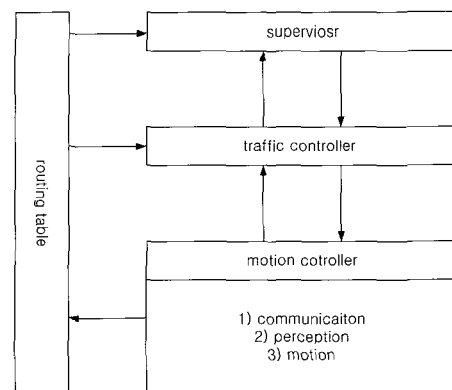 superviosr
traffic controller
routing table
motion cotroller
1) communicaiton
2) perception
3) motion